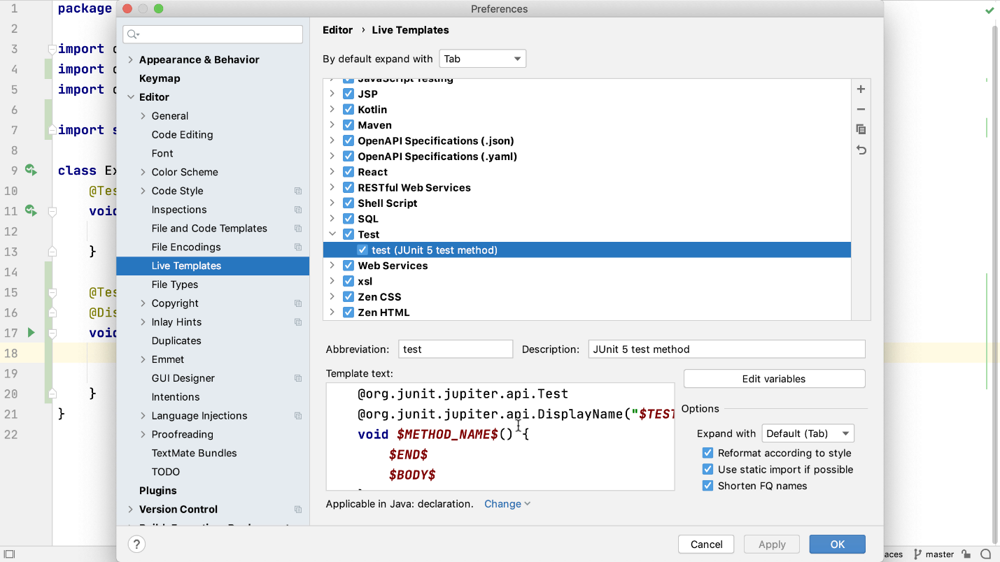 Preferences
1 package
2
3 import
4 import
5 import
6
7 import
8
9 class
10
11
12
13 }
14
15
16
17
18
19
20 }
21 }
22
Appearance & Behavior
Keymap
Editor
General
Code Editing
Font
Color Scheme
Code Style
Inspections
File and Code Templates
File Encodings
Live Templates
File Types
Copyright
Inlay Hints
Duplicates
Emmet
GUI Designer
Intentions
Language Injections
Proofreading
TextMate Bundles
TODO
Plugins
Version Control
Editor › Live Templates
By default expand with Tab
JavaScript Testing
JSP
Kotlin
Maven
OpenAPI Specifications (.json)
OpenAPI Specifications (.yaml)
React
RESTful Web Services
Shell Script
SQL
Test
test (JUnit 5 test method)
Web Services
xsl
Zen CSS
Zen HTML
Abbreviation: test Description: JUnit 5 test method
Template text:
@org.junit.jupiter.api.Test
@org.junit.jupiter.api.DisplayName("$TEST
void $METHOD_NAME$() {
$END$
$BODY$
Applicable in Java: declaration. Change
Edit variables
Options
Expand with Default (Tab)
Reformat according to style
Use static import if possible
Shorten FQ names
? Cancel Apply OK
aces master